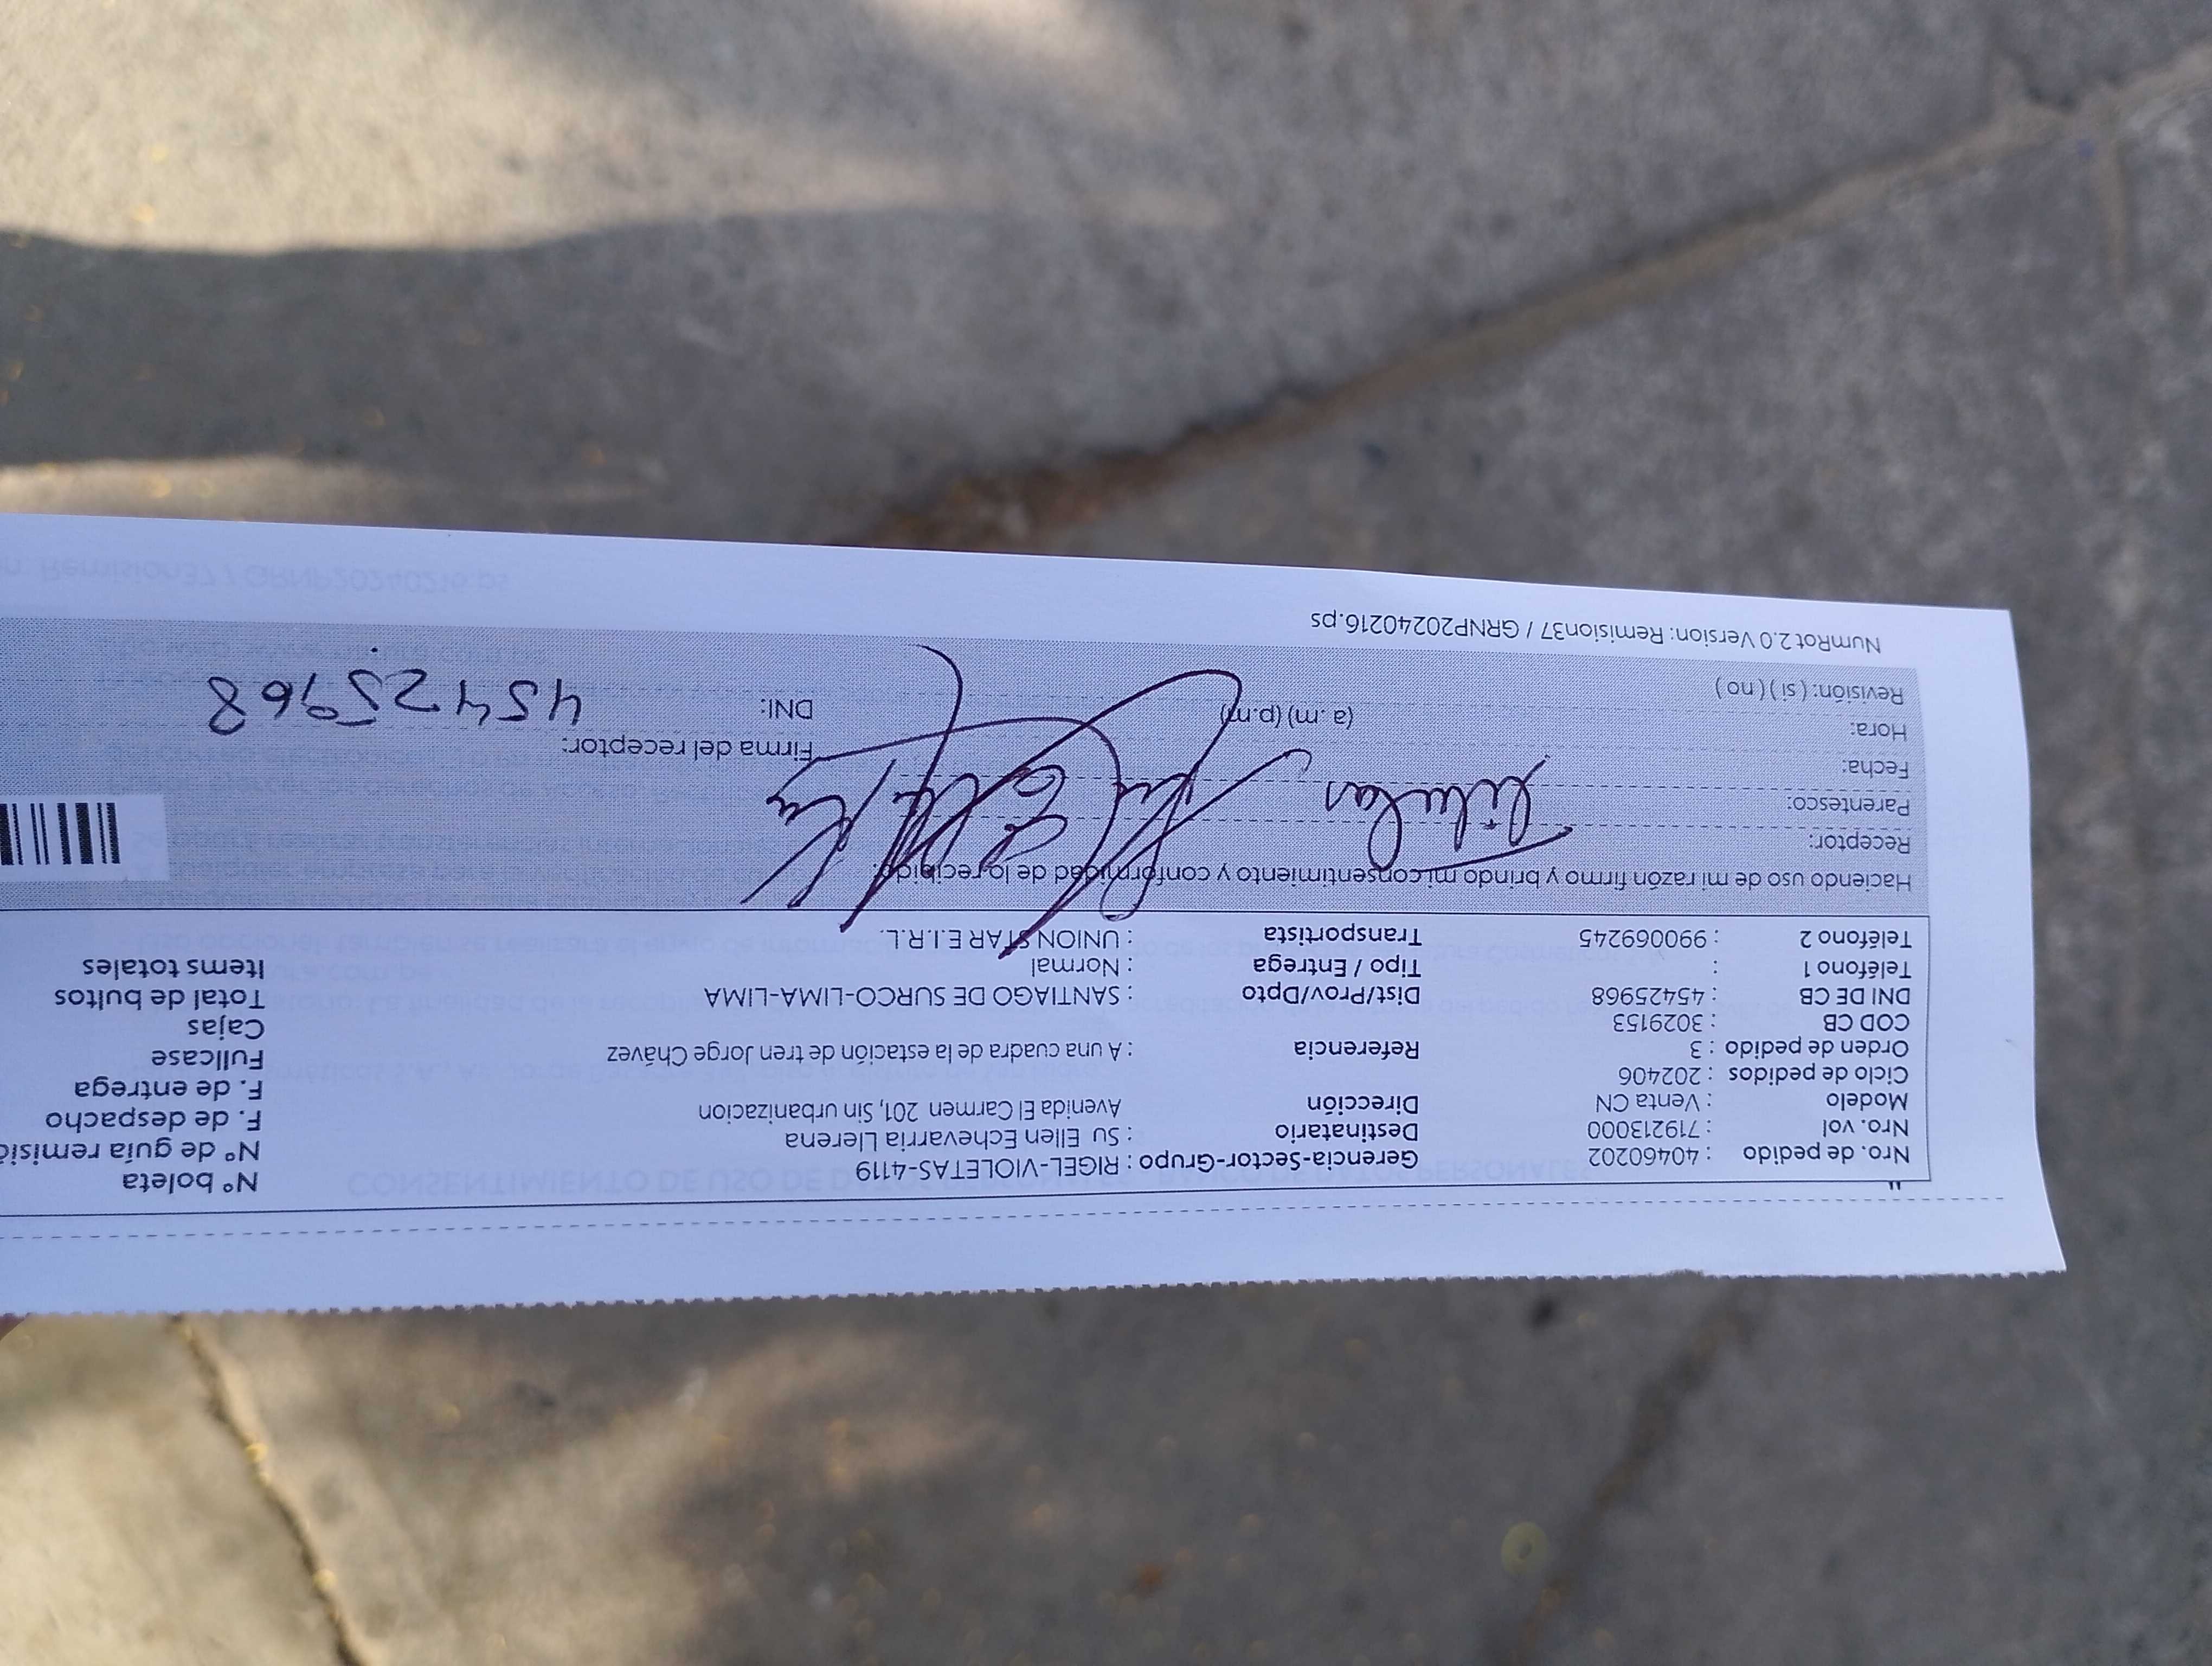 Nro. de pedido : 40460202 Gerencia-Sector-Grupo : RIGEL-VIOLETAS-4119 Nº boleta
Nro. vol : 719213000 Destinatario : Su Ellen Echevarria Llerena Nº de guía remisió
Modelo : Venta CN Dirección Avenida El Carmen 201, Sin urbanizacion F. de despacho
Ciclo de pedidos : 202406 F. de entrega
Orden de pedido : 3 Referencia : A una cuadra de la estación de tren Jorge Chávez Fullcase
COD CB : 3029153 Cajas
DNI DE CB : 45425968 Dist/Prov/Dpto : SANTIAGO DE SURCO-LIMA-LIMA Total de bultos
Teléfono 1 : Tipo / Entrega : Normal Items totales
Teléfono 2 : 990069245 Transportista : UNION STAR E.I.R.L.
Haciendo uso de mi razón firmo y brindo mi consentimiento y conformidad de lo recibido.
Receptor:
Parentesco: Titular
Fecha:
Hora: (a. m) (p.m) Firma del receptor:
Revisión: ( si ) ( no ) DNI: 45425968
NumRot 2.0 Version: Remision37 / GRNP20240216.ps